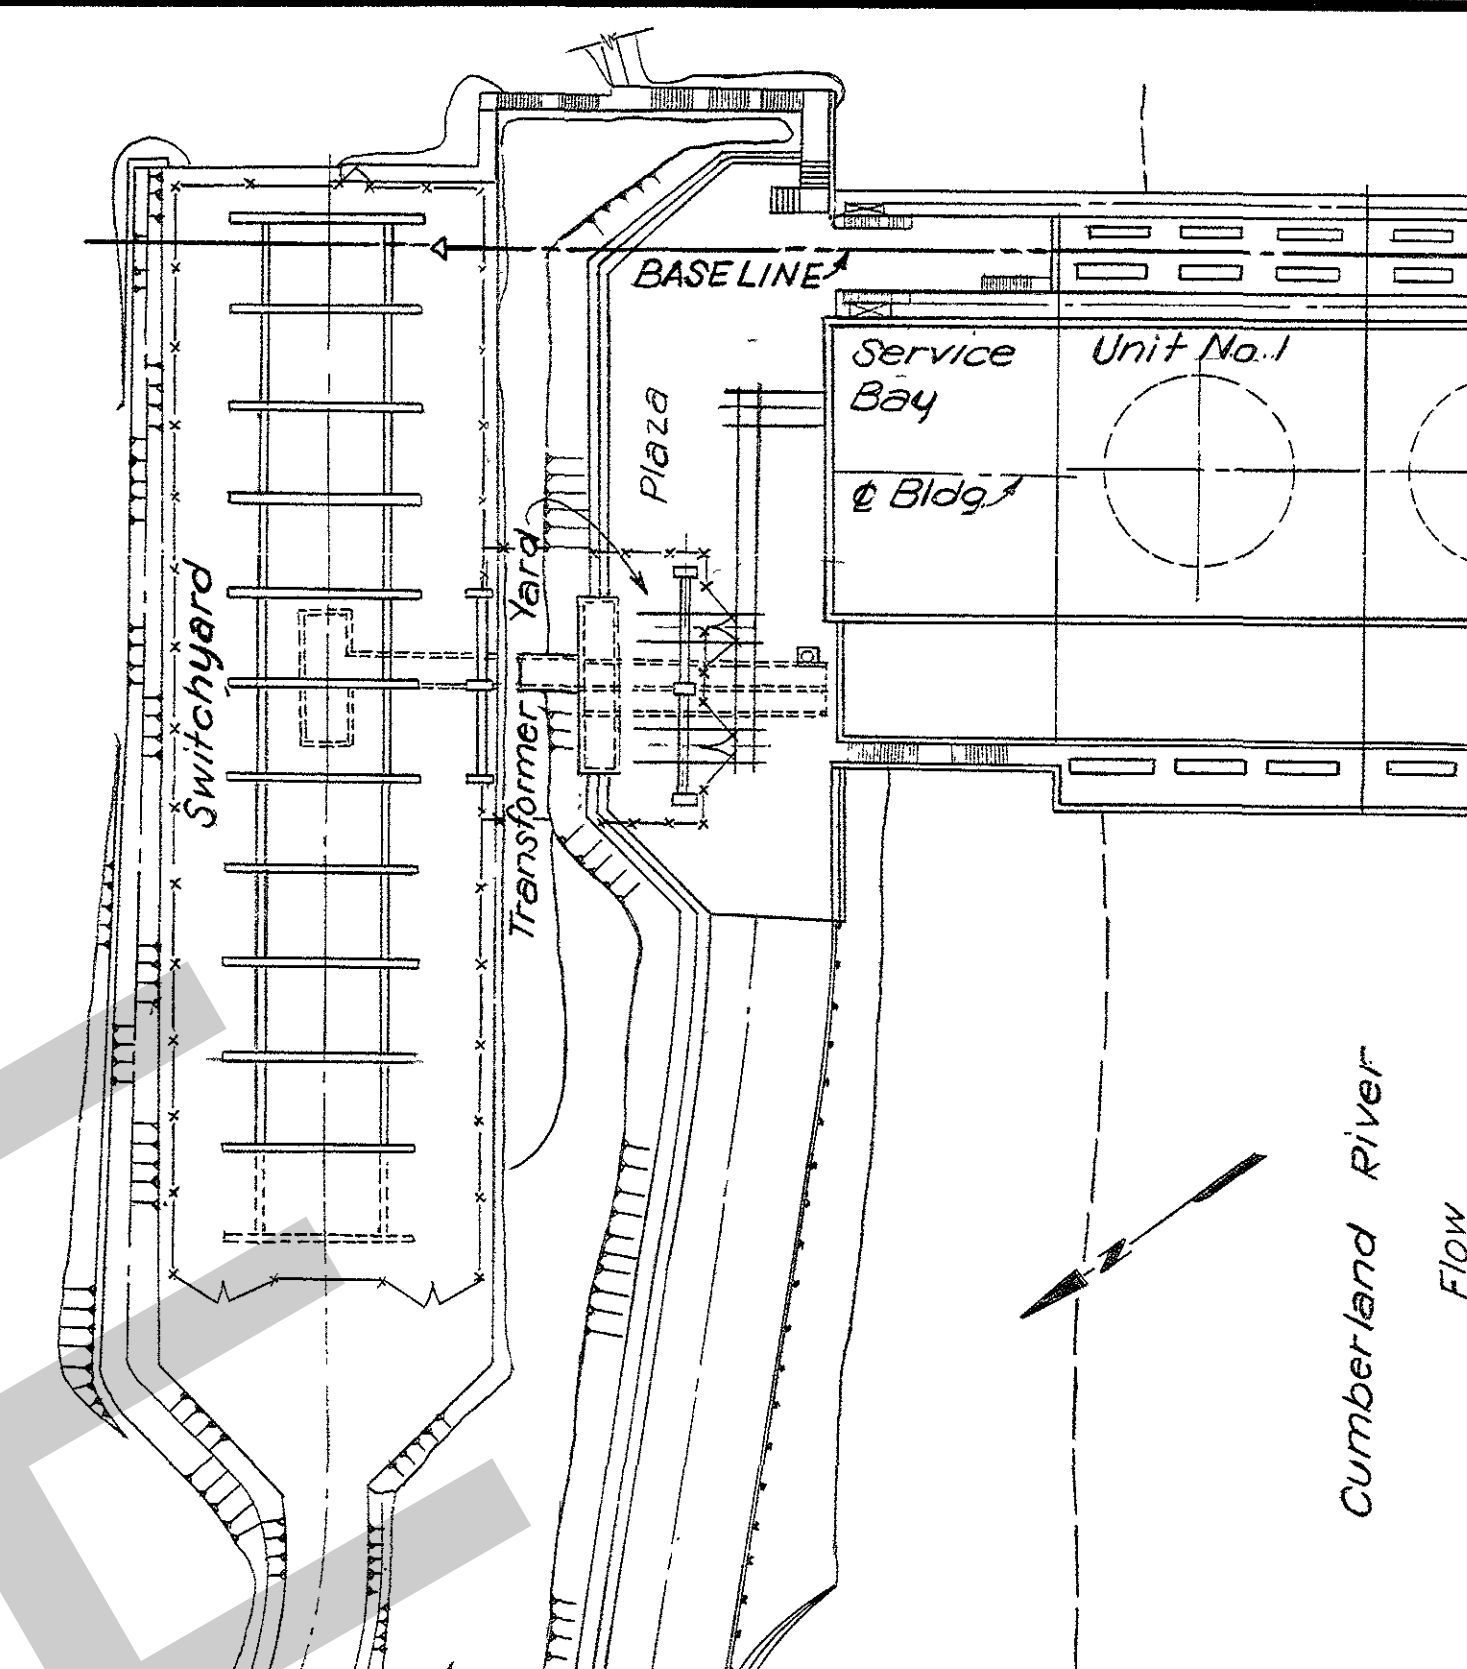 BASE LINE
Service
Bay
Unit No. 1
Plaza
℄ Bldg.
Switchyard
Transformer Yard
N
Cumberland River
Flow